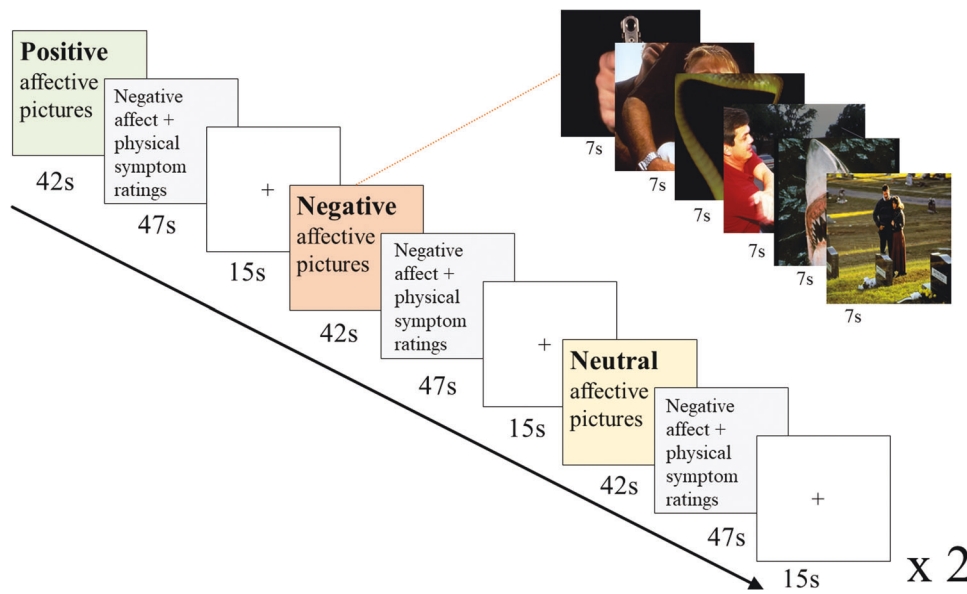 Positive
affective
pictures
42s
Negative
affect +
physical
symptom
ratings
47s
+
15s
Negative
affective
pictures
42s
Negative
affect +
physical
symptom
ratings
47s
+
15s
Neutral
affective
pictures
42s
Negative
affect +
physical
symptom
ratings
47s
+
15s
x 2
7s
7s
7s
7s
7s
7s